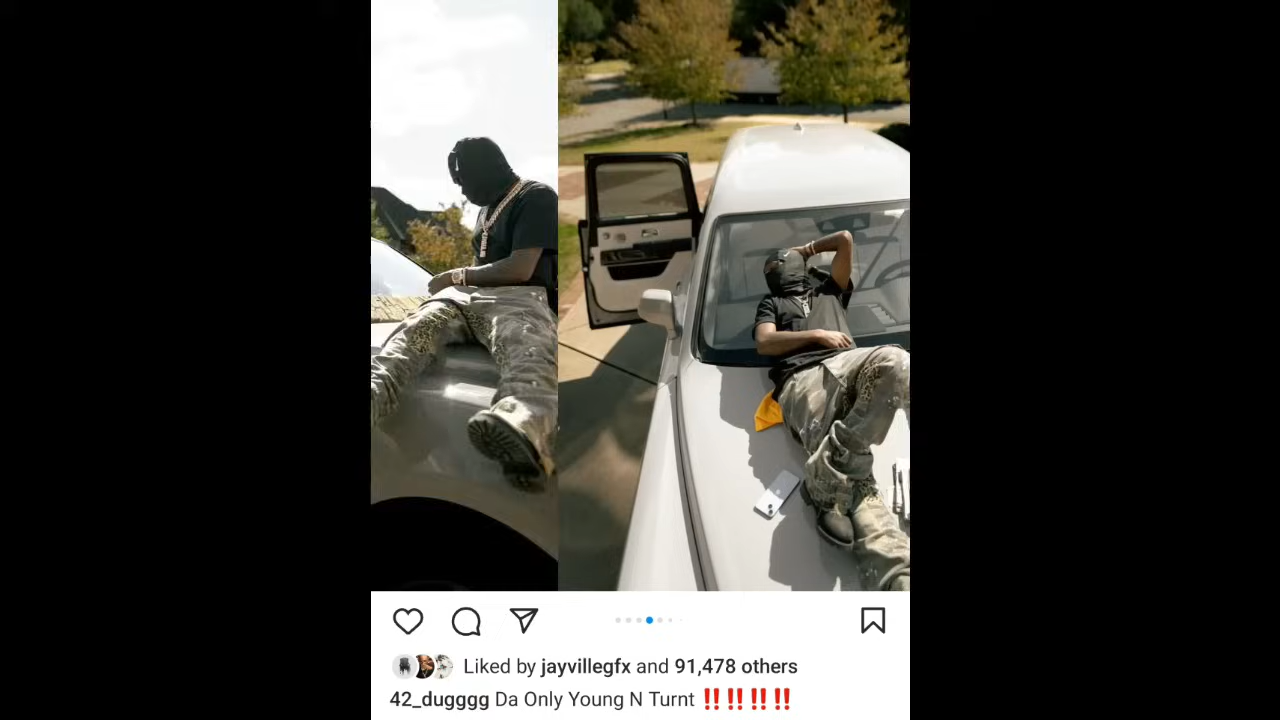 Liked by jayvillegfx and 91,478 others
42_dugggg Da Only Young N Turnt ‼️‼️‼️‼️